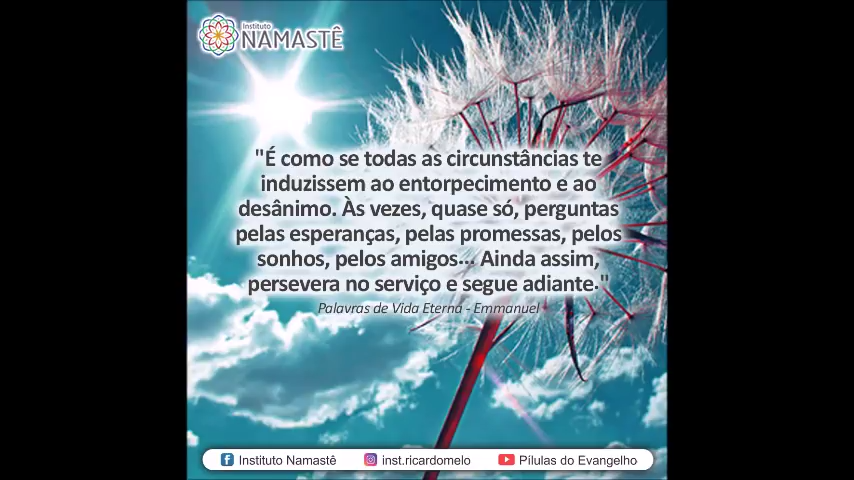 Instituto
NAMASTÊ
"É como se todas as circunstâncias te
induzissem ao entorpecimento e ao
desânimo. Às vezes, quase só, perguntas
pelas esperanças, pelas promessas, pelos
sonhos, pelos amigos... Ainda assim,
persevera no serviço e segue adiante."
Palavras de Vida Eterna - Emmanuel
Instituto Namastê inst.ricardomelo Pílulas do Evangelho